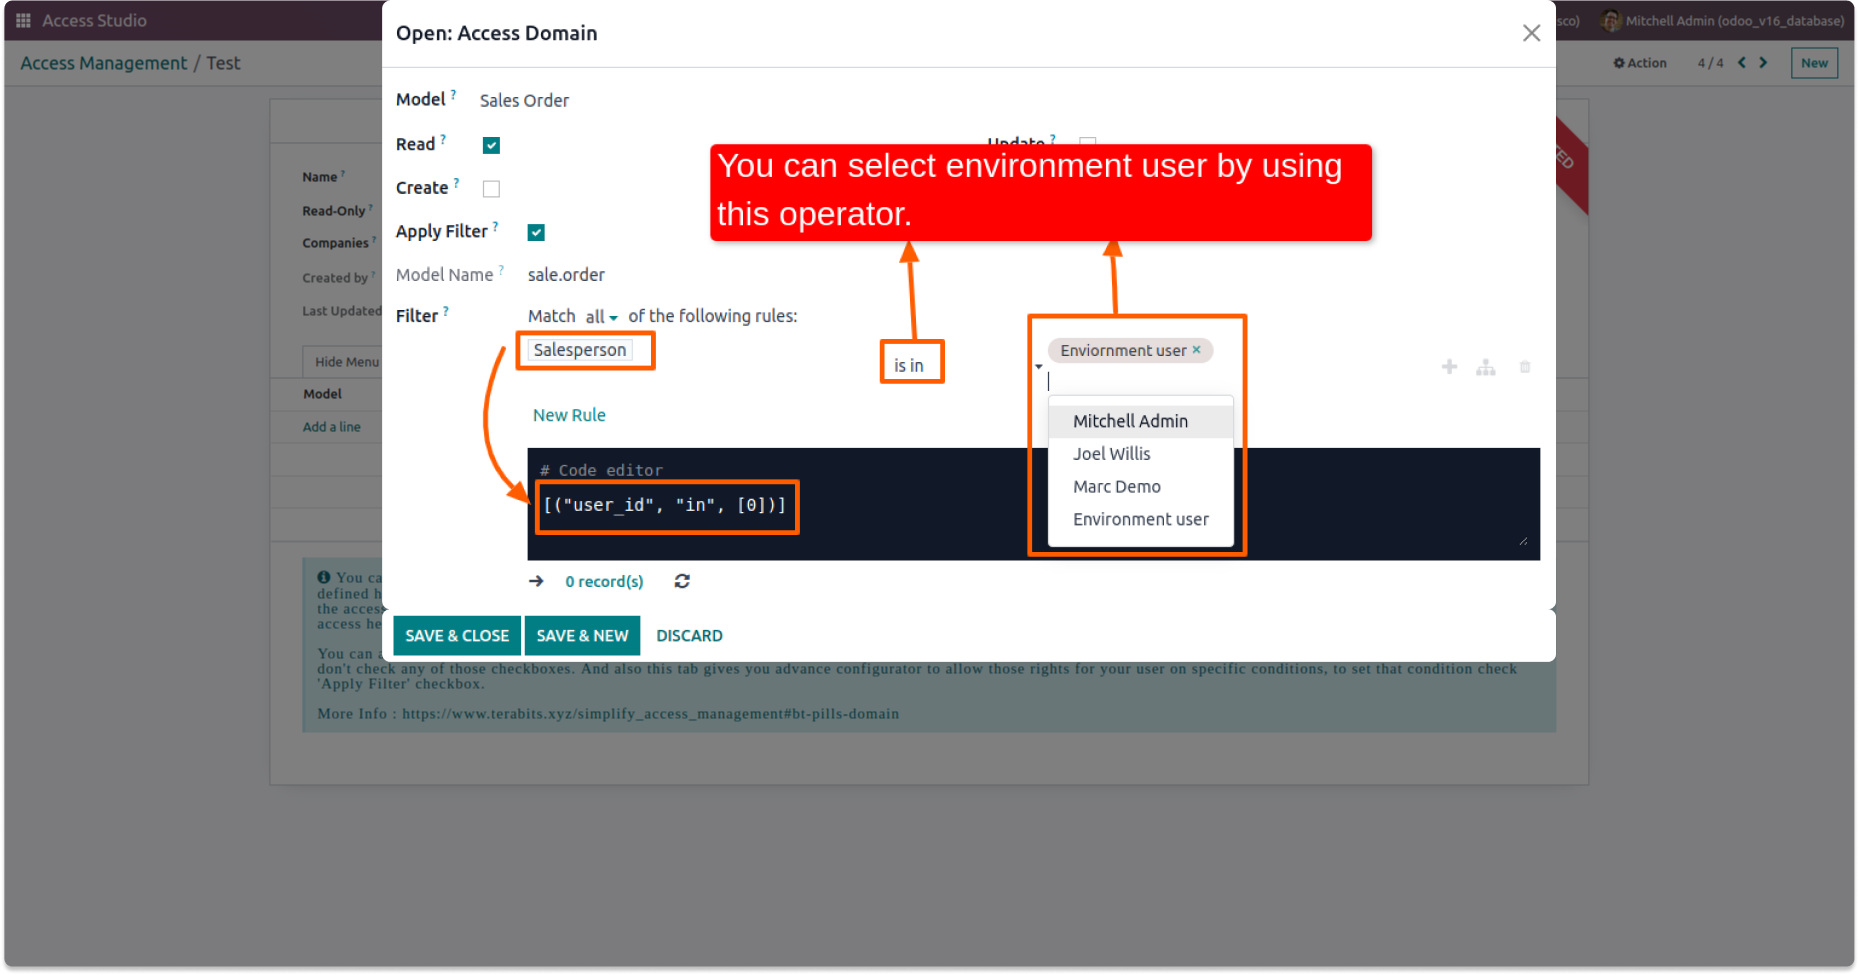 Access Studio
sco)
Mitchell Admin (odoo_v16_database)
Access Management / Test
Action
4 / 4
New
Open: Access Domain
Model ?
Sales Order
Read ?
Update ?
Create ?
You can select environment user by using
this operator.
Apply Filter ?
Model Name ?
sale.order
Filter ?
Match all of the following rules:
Salesperson
is in
Enviornment user ×
Mitchell Admin
Joel Willis
Marc Demo
Environment user
New Rule
# Code editor
[("user_id", "in", [0])]
0 record(s)
SAVE & CLOSE
SAVE & NEW
DISCARD
Name ?
Read-Only ?
Companies ?
Created by ?
Last Updated
Hide Menu
Model
Add a line
You ca
defined h
the access
access he
You can a
don't check any of those checkboxes. And also this tab gives you advance configurator to allow those rights for your user on specific conditions, to set that condition check
'Apply Filter' checkbox.
More Info : https://www.terabits.xyz/simplify_access_management#bt-pills-domain